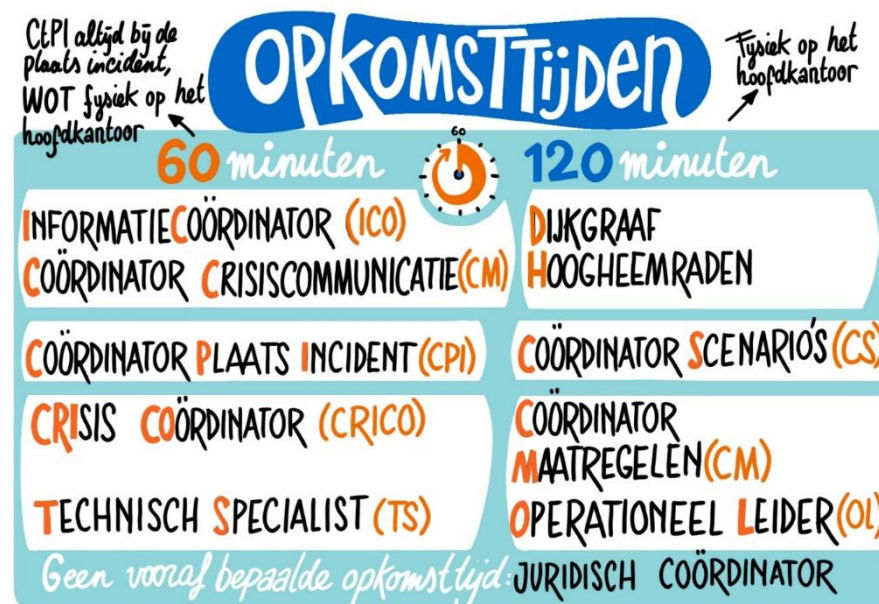 CtPI altijd bij de
plaats incident,
WOT fysiek op het
hoofdkantoor
OPKOMSTTIJDEN
Fysiek op het
hoofdkantoor
60 minuten
60
120 minuten
INFORMATIECOÖRDINATOR (ICO)
COÖRDINATOR CRISISCOMMUNICATIE (CM)
COÖRDINATOR PLAATS INCIDENT (CPI)
CRISIS COÖRDINATOR (CRICO)
TECHNISCH SPECIALIST (TS)
DIJKGRAAF
HOOGHEEMRADEN
COÖRDINATOR SCENARIO'S (CS)
COÖRDINATOR
MAATREGELEN (CM)
OPERATIONEEL LEIDER (OL)
Geen vooraf bepaalde opkomsttijd: JURIDISCH COÖRDINATOR